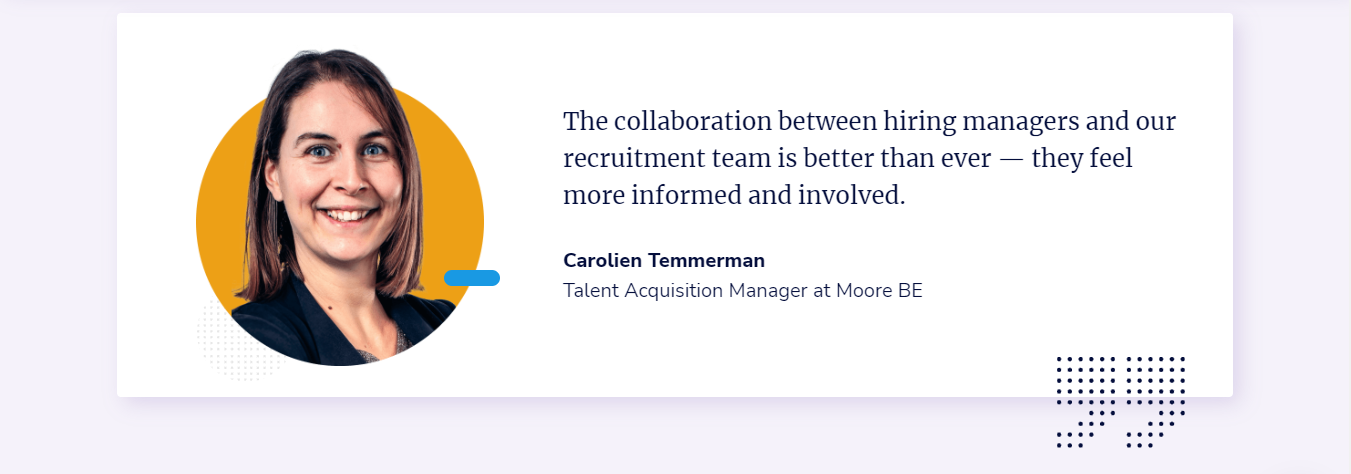 The collaboration between hiring managers and our
recruitment team is better than ever — they feel
more informed and involved.
Carolien Temmerman
Talent Acquisition Manager at Moore BE